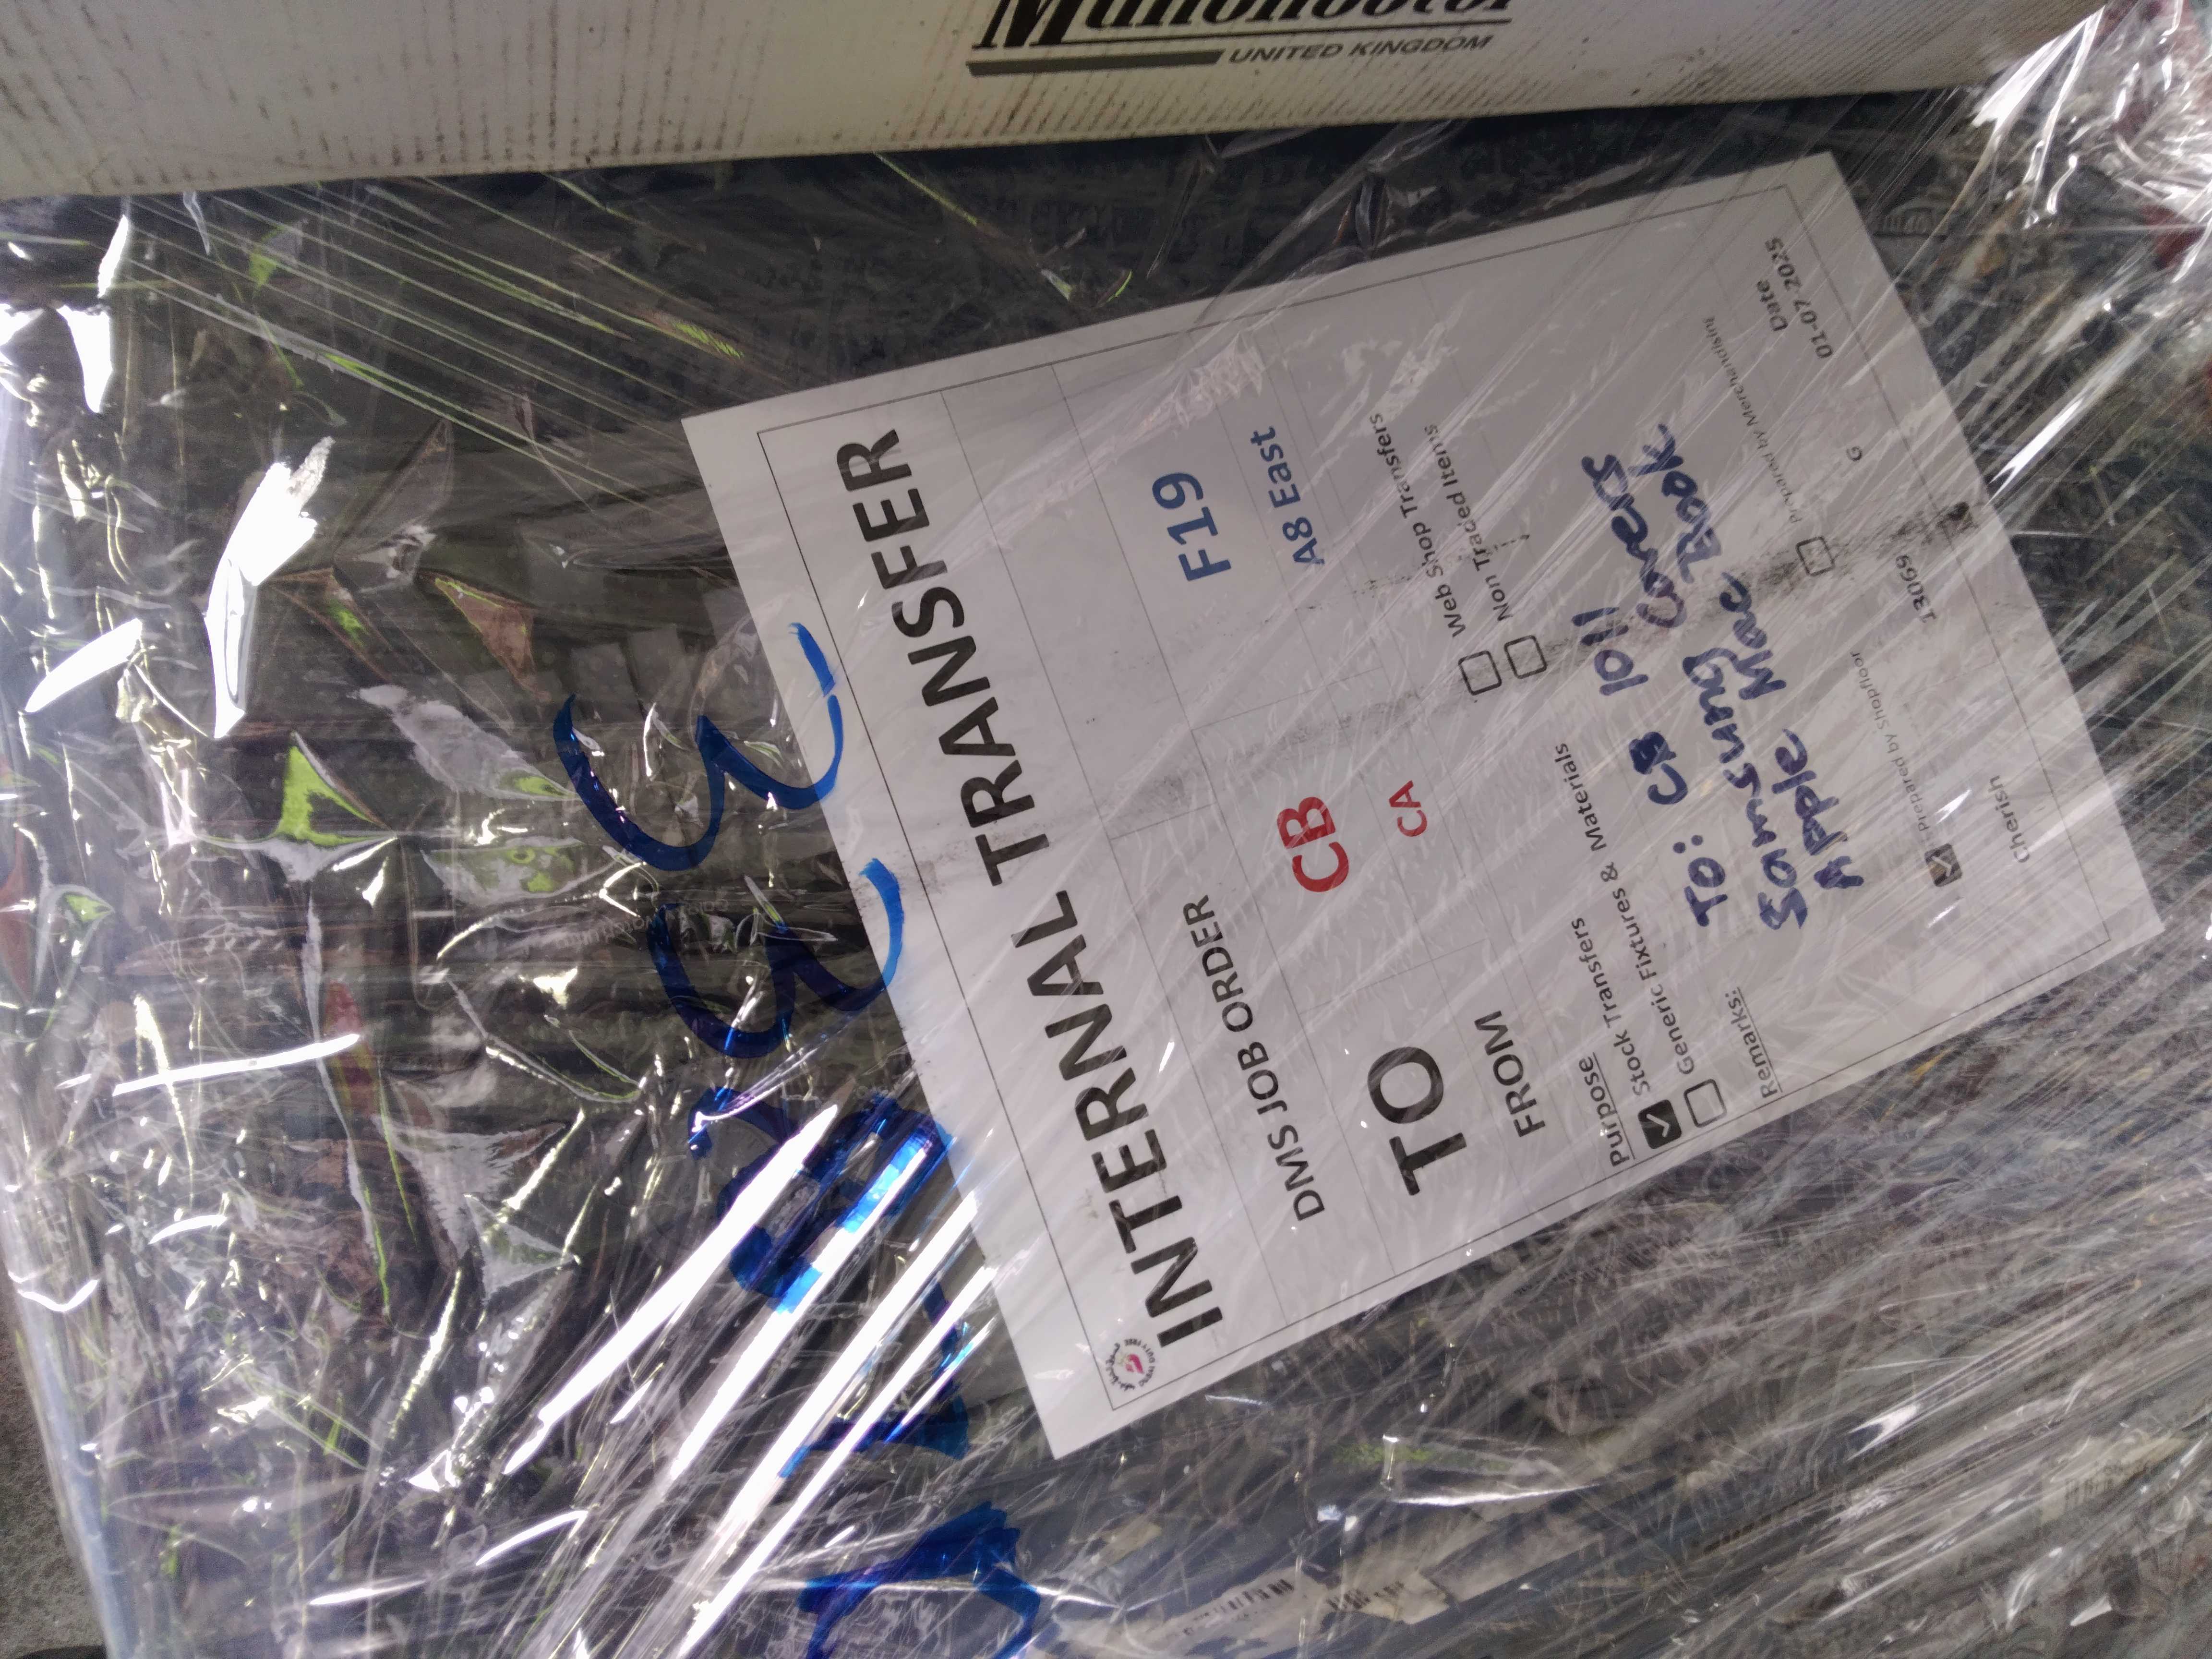 UNITED KINGDOM
INTERNAL TRANSFER
DMS JOB ORDER
TO CB F19
FROM CA A8 East
Purpose
Stock Transfers
Web Shop Transfers
Generic Fixtures & Materials
Non Traded Items
Remarks:
TO: CB 1011
Samsung Covers
Apple Mac Book
Prepared by Shopfloor
Prepared by Merchandising
Date
Cherish
13069
G
01-07 2025
33